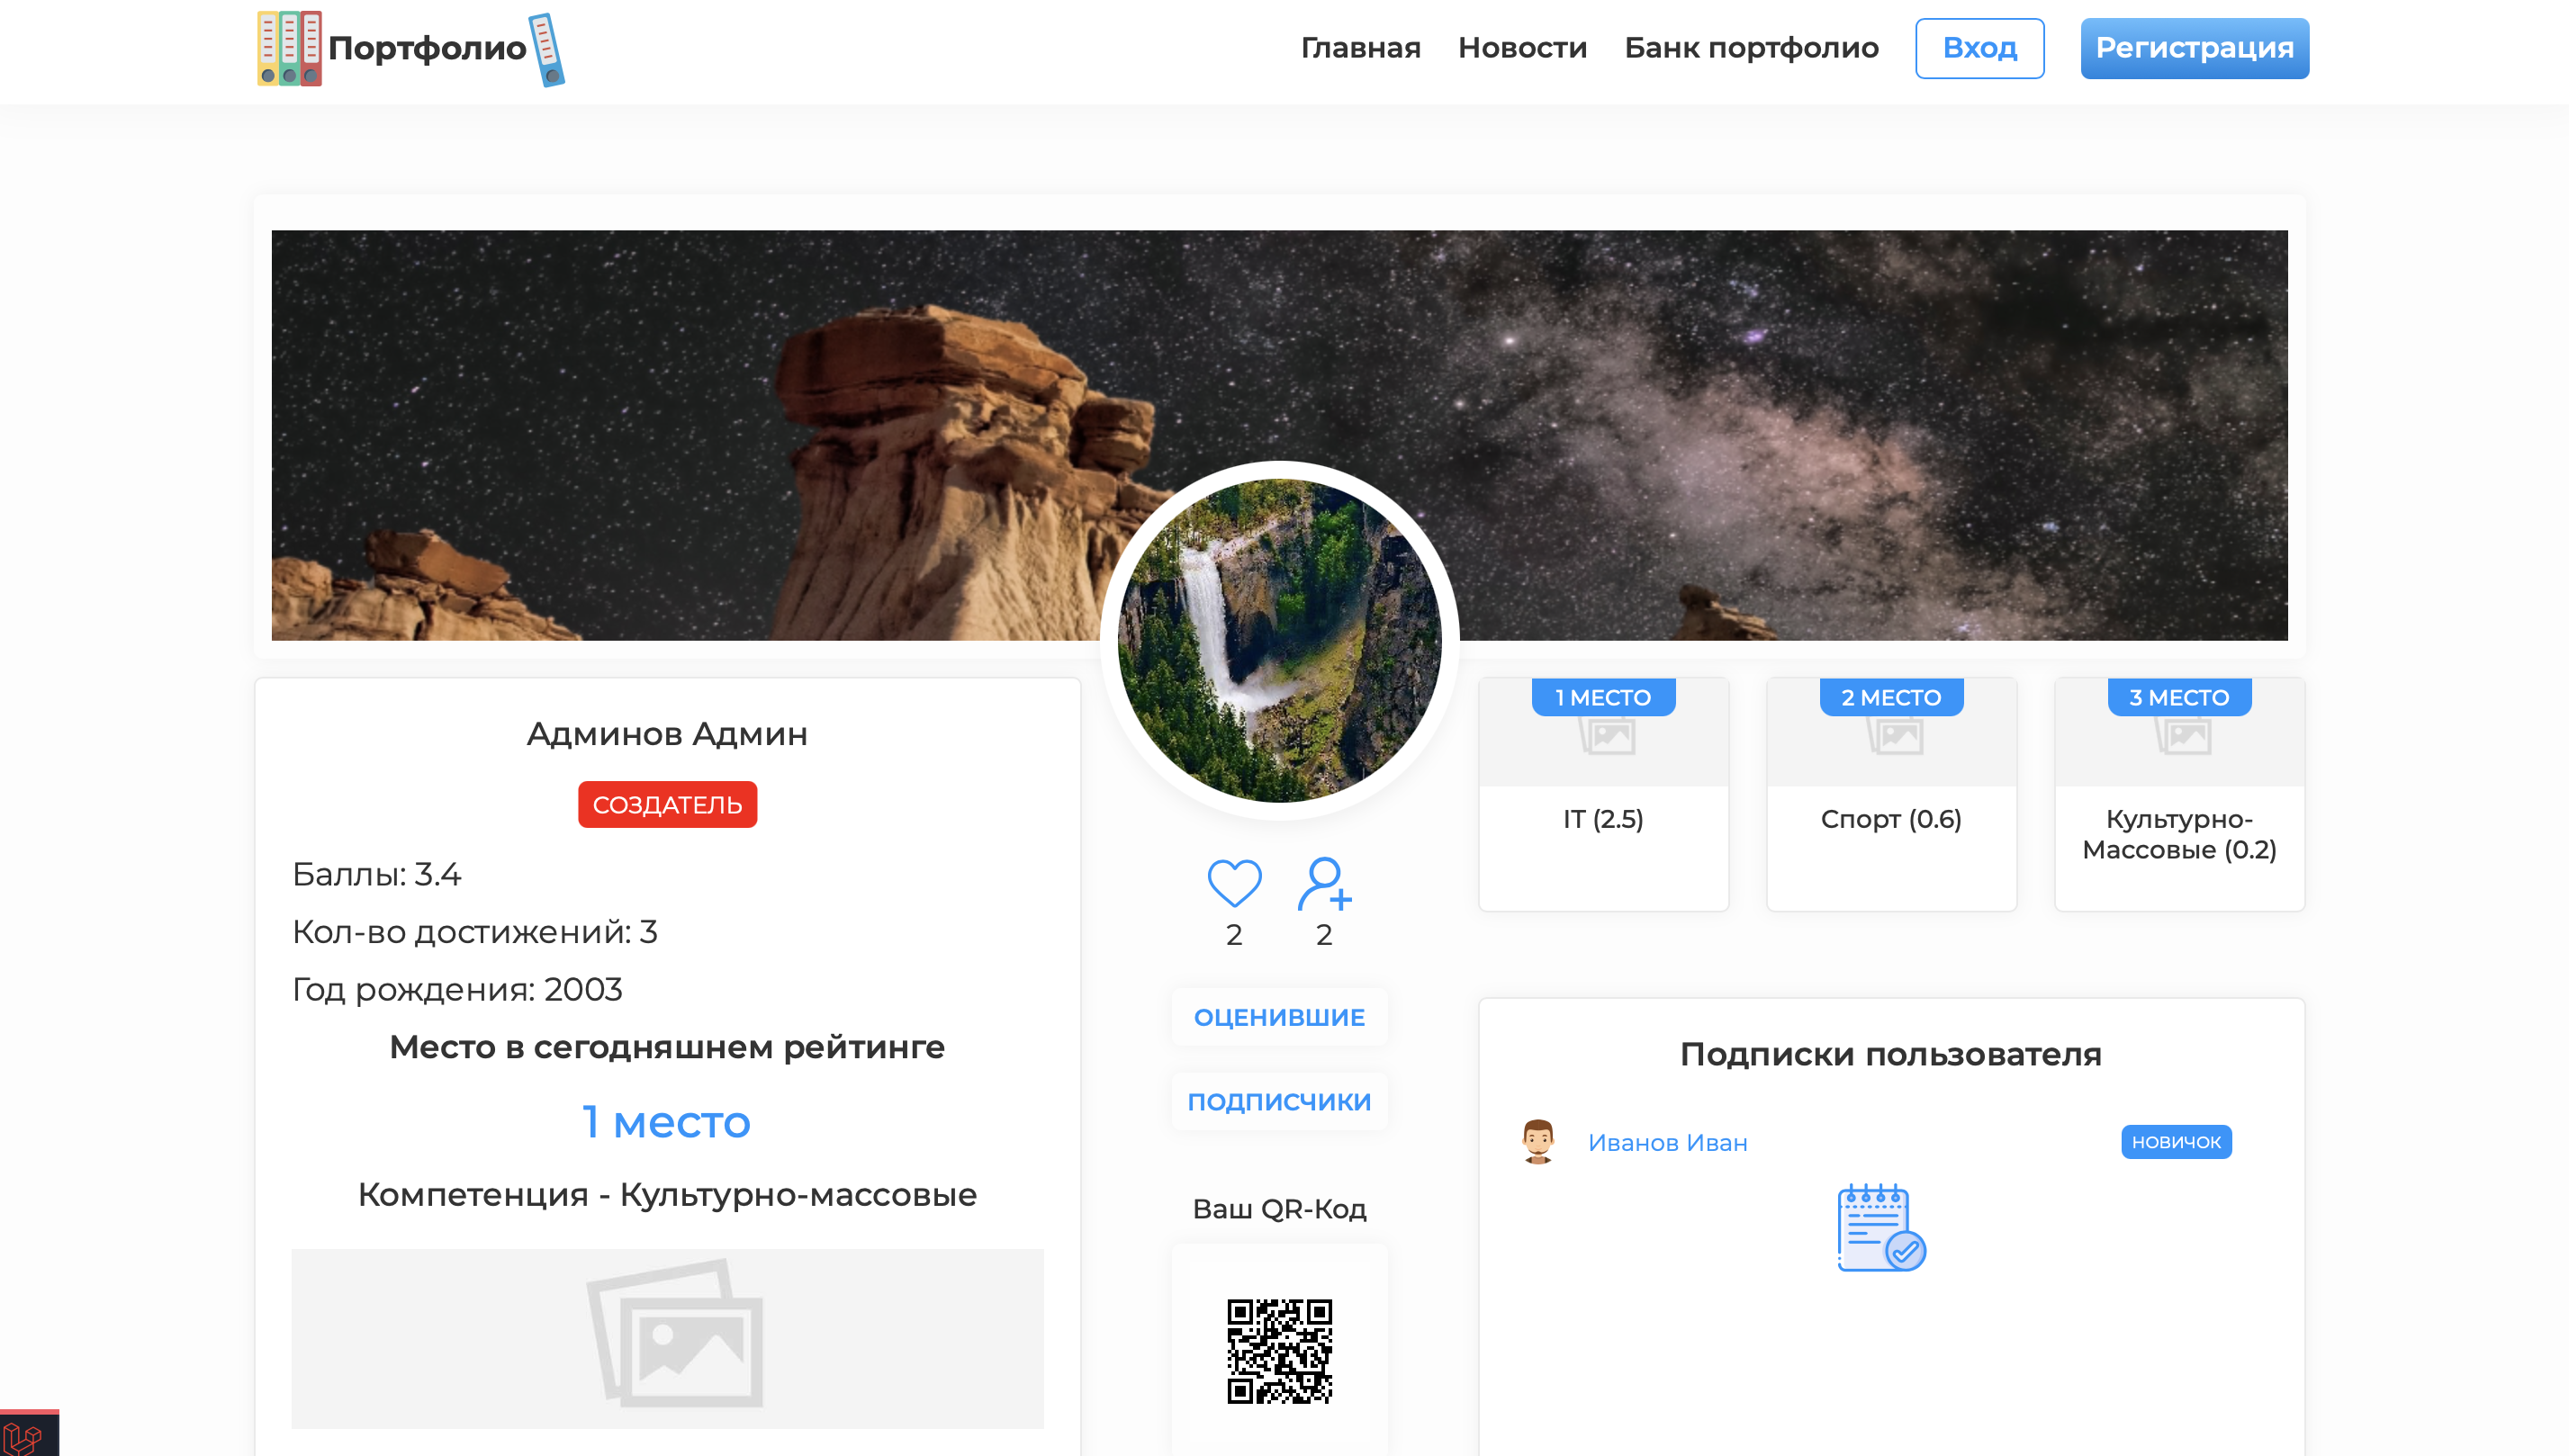 Портфолио
Главная
Новости
Банк портфолио
Вход
Регистрация
Админов Админ
СОЗДАТЕЛЬ
Баллы: 3.4
Кол-во достижений: 3
Год рождения: 2003
Место в сегодняшнем рейтинге
1 место
Компетенция - Культурно-массовые
2
2
ОЦЕНИВШИЕ
ПОДПИСЧИКИ
Ваш QR-Код
1 МЕСТО
IT (2.5)
2 МЕСТО
Спорт (0.6)
3 МЕСТО
Культурно-
Массовые (0.2)
Подписки пользователя
Иванов Иван
НОВИЧОК